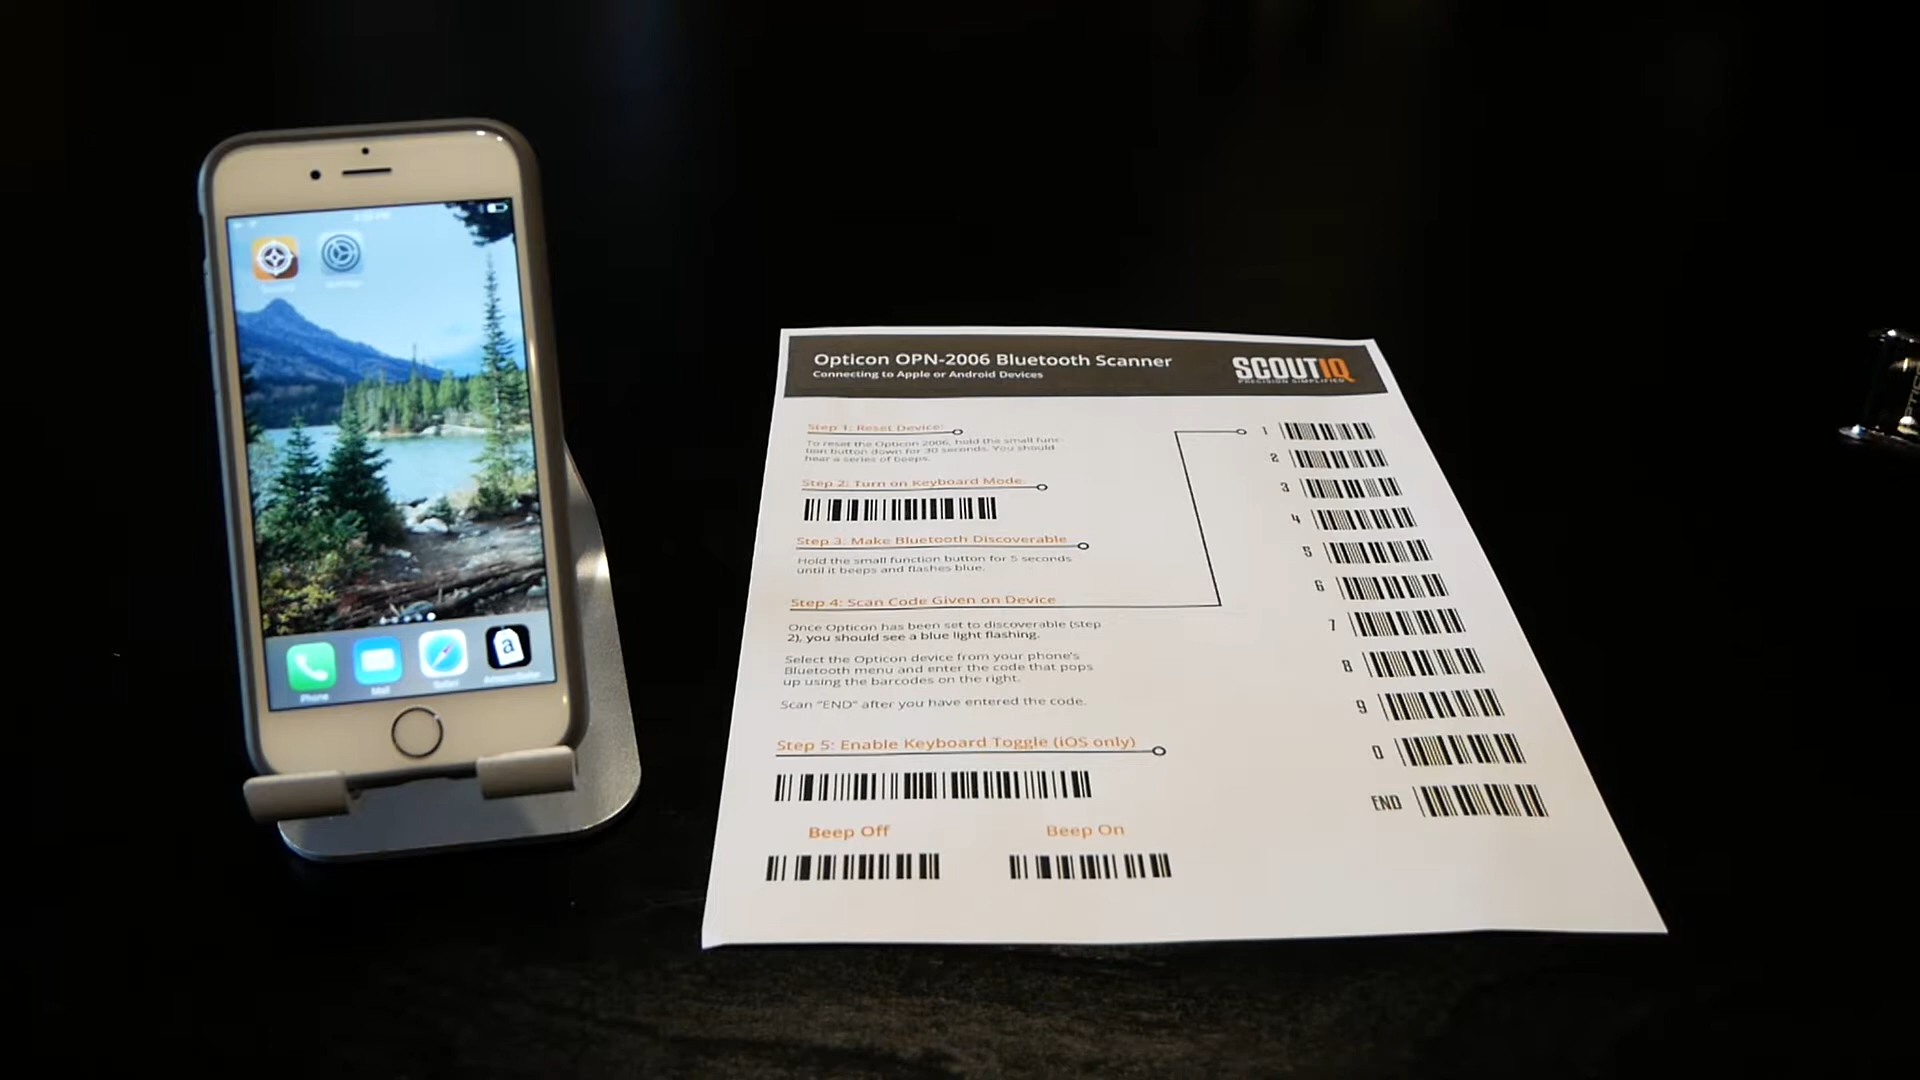 Opticon OPN-2006 Bluetooth Scanner
Connecting to Apple or Android Devices
SCOUTIQ
PRECISION SIMPLIFIED
Step 1: Reset Device:
To reset the Opticon 2006, hold the small func-
tion button down for 30 seconds. You should
hear a series of beeps.
Step 2: Turn on Keyboard Mode:
Step 3: Make Bluetooth Discoverable
Hold the small function button for 5 seconds
until it beeps and flashes blue.
Step 4: Scan Code Given on Device
Once Opticon has been set to discoverable (step
2), you should see a blue light flashing.
Select the Opticon device from your phone's
Bluetooth menu and enter the code that pops
up using the barcodes on the right.
Scan "END" after you have entered the code.
Step 5: Enable Keyboard Toggle (iOS only)
Beep Off
Beep On
1
2
3
4
5
6
7
8
9
0
END
Phone
Mail
Safari
a